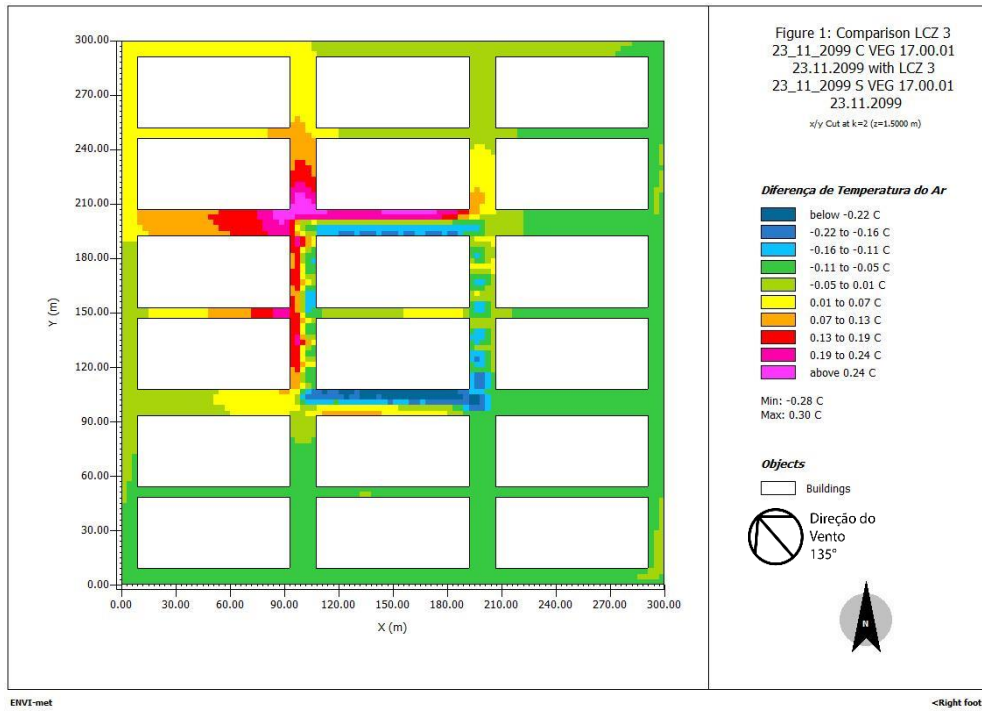 Figure 1: Comparison LCZ 3
23_11_2099 C VEG 17.00.01
23.11.2099 with LCZ 3
23_11_2099 S VEG 17.00.01
23.11.2099
x/y Cut at k=2 (z=1.5000 m)
Diferença de Temperatura do Ar
below -0.22 C
-0.22 to -0.16 C
-0.16 to -0.11 C
-0.11 to -0.05 C
-0.05 to 0.01 C
0.01 to 0.07 C
0.07 to 0.13 C
0.13 to 0.19 C
0.19 to 0.24 C
above 0.24 C
Min: -0.28 C
Max: 0.30 C
Objects
Buildings
Direção do
Vento
135°
N
300.00
270.00
240.00
210.00
180.00
150.00
120.00
90.00
60.00
30.00
0.00
Y (m)
0.00 30.00 60.00 90.00 120.00 150.00 180.00 210.00 240.00 270.00 300.00
X (m)
ENVI-met
<Right foot